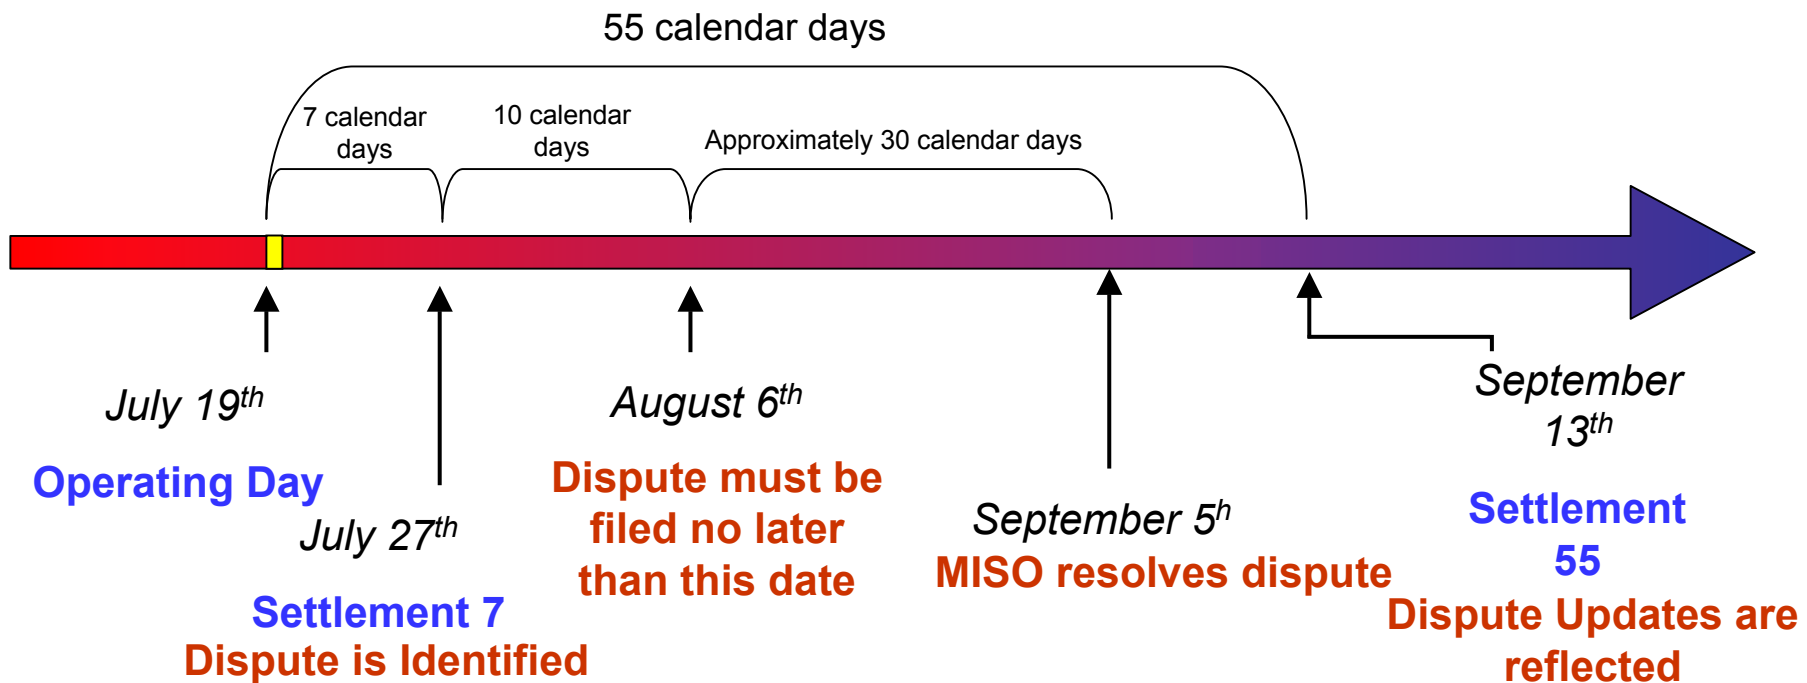 55 calendar days
7 calendar
days
10 calendar
days
Approximately 30 calendar days
July 19th
Operating Day
July 27th
Settlement 7
Dispute is Identified
August 6th
Dispute must be
filed no later
than this date
September 5h
MISO resolves dispute
September
13th
Settlement
55
Dispute Updates are
reflected